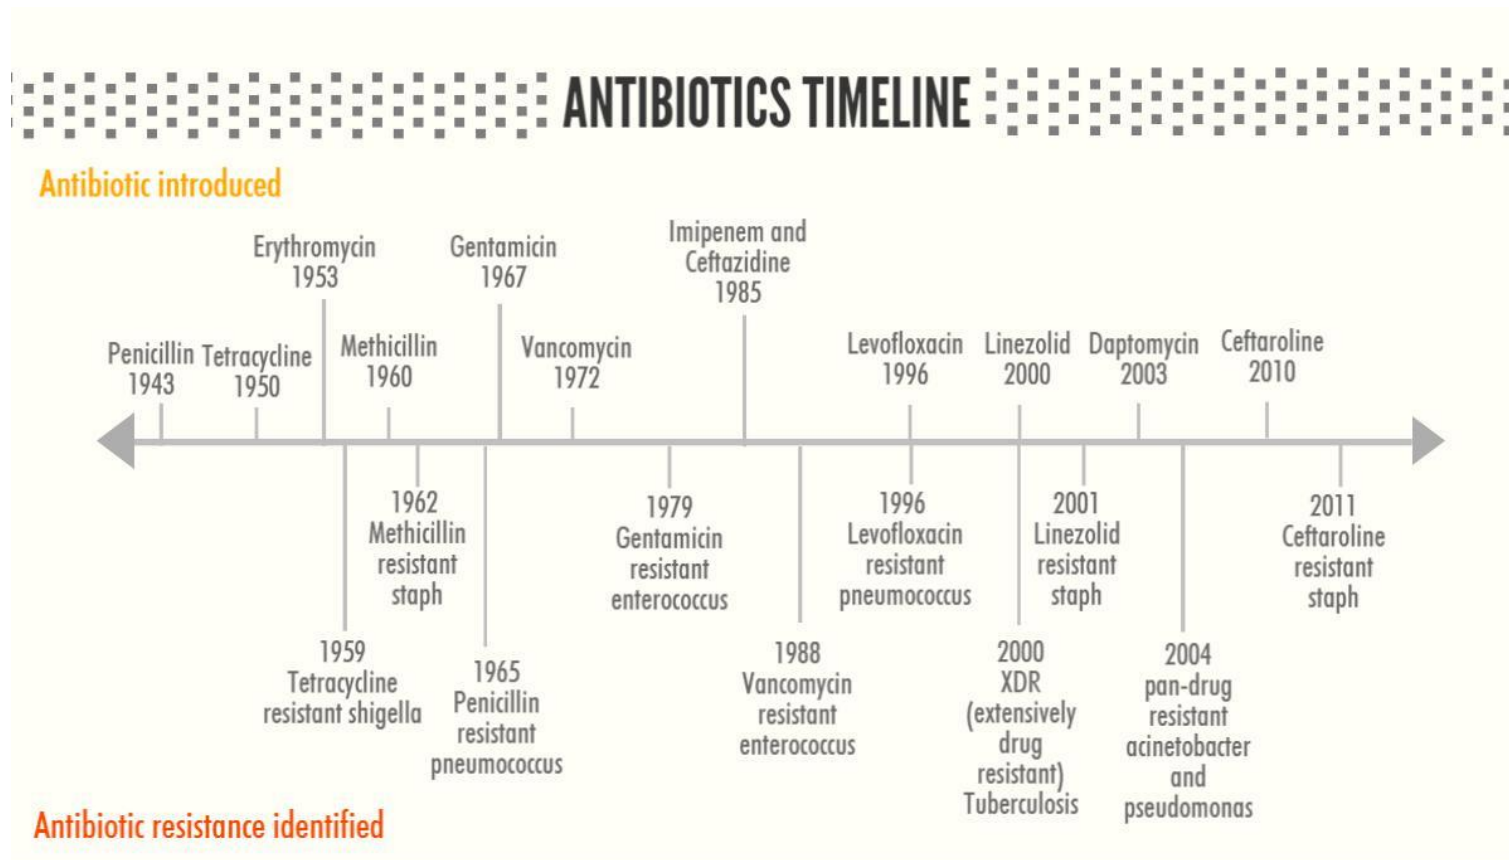 ANTIBIOTICS TIMELINE
Antibiotic introduced
Penicillin
1943
Tetracycline
1950
Erythromycin
1953
Methicillin
1960
Gentamicin
1967
Vancomycin
1972
Imipenem and
Ceftazidine
1985
Levofloxacin
1996
Linezolid
2000
Daptomycin
2003
Ceftaroline
2010
1959
Tetracycline
resistant shigella
1962
Methicillin
resistant
staph
1965
Penicillin
resistant
pneumococcus
1979
Gentamicin
resistant
enterococcus
1988
Vancomycin
resistant
enterococcus
1996
Levofloxacin
resistant
pneumococcus
2000
XDR
(extensively
drug
resistant)
Tuberculosis
2001
Linezolid
resistant
staph
2004
pan-drug
resistant
acinetobacter
and
pseudomonas
2011
Ceftaroline
resistant
staph
Antibiotic resistance identified